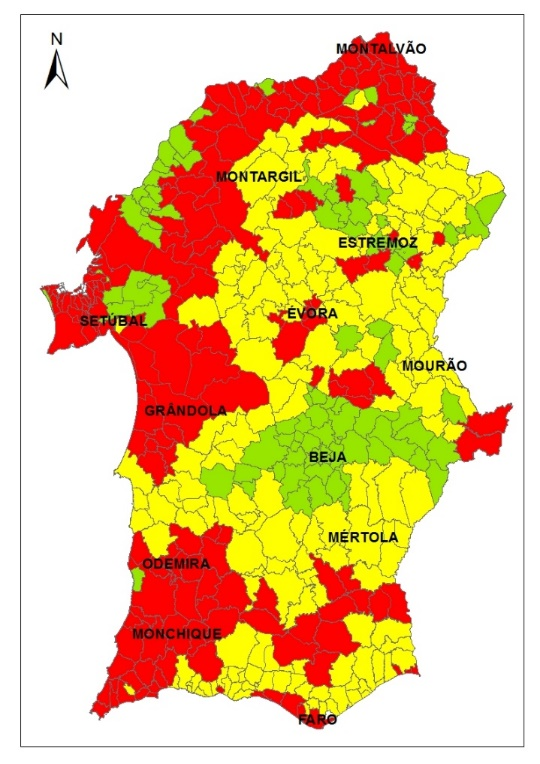 N
MONTALVÃO
MONTARGIL
ESTREMOZ
ÉVORA
SETÚBAL
MOURÃO
GRÂNDOLA
BEJA
MÉRTOLA
ODEMIRA
MONCHIQUE
FARO